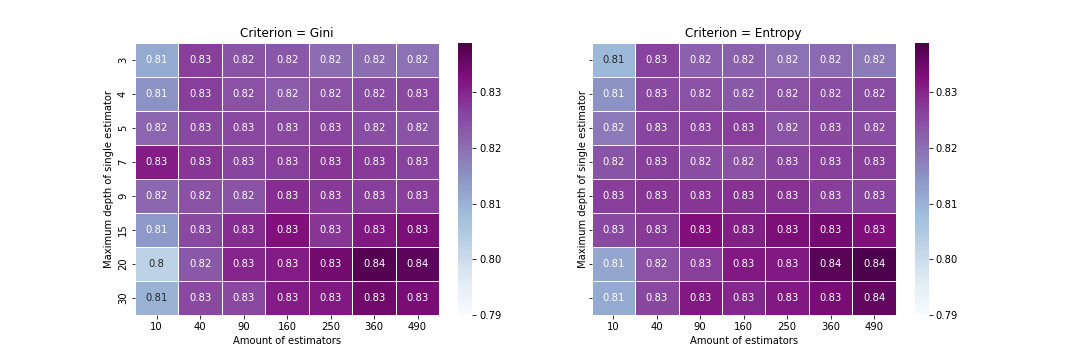 Criterion = Gini
Maximum depth of single estimator
3 0.81 0.83 0.82 0.82 0.82 0.82 0.82
4 0.81 0.83 0.82 0.82 0.82 0.82 0.83
5 0.82 0.83 0.83 0.83 0.83 0.82 0.82
7 0.83 0.83 0.83 0.83 0.83 0.83 0.83
9 0.82 0.82 0.82 0.83 0.83 0.83 0.83
15 0.81 0.83 0.83 0.83 0.83 0.83 0.83
20 0.8 0.82 0.83 0.83 0.83 0.84 0.84
30 0.81 0.83 0.83 0.83 0.83 0.83 0.83
10 40 90 160 250 360 490
Amount of estimators
0.83
0.82
0.81
0.80
0.79
Criterion = Entropy
Maximum depth of single estimator
0.81 0.83 0.82 0.82 0.82 0.82 0.82
0.81 0.83 0.82 0.82 0.82 0.82 0.82
0.82 0.83 0.83 0.83 0.82 0.83 0.82
0.82 0.83 0.82 0.82 0.83 0.83 0.83
0.83 0.83 0.83 0.83 0.83 0.83 0.83
0.83 0.83 0.83 0.83 0.83 0.83 0.83
0.81 0.82 0.83 0.83 0.83 0.84 0.84
0.81 0.83 0.83 0.83 0.83 0.83 0.84
10 40 90 160 250 360 490
Amount of estimators
0.83
0.82
0.81
0.80
0.79